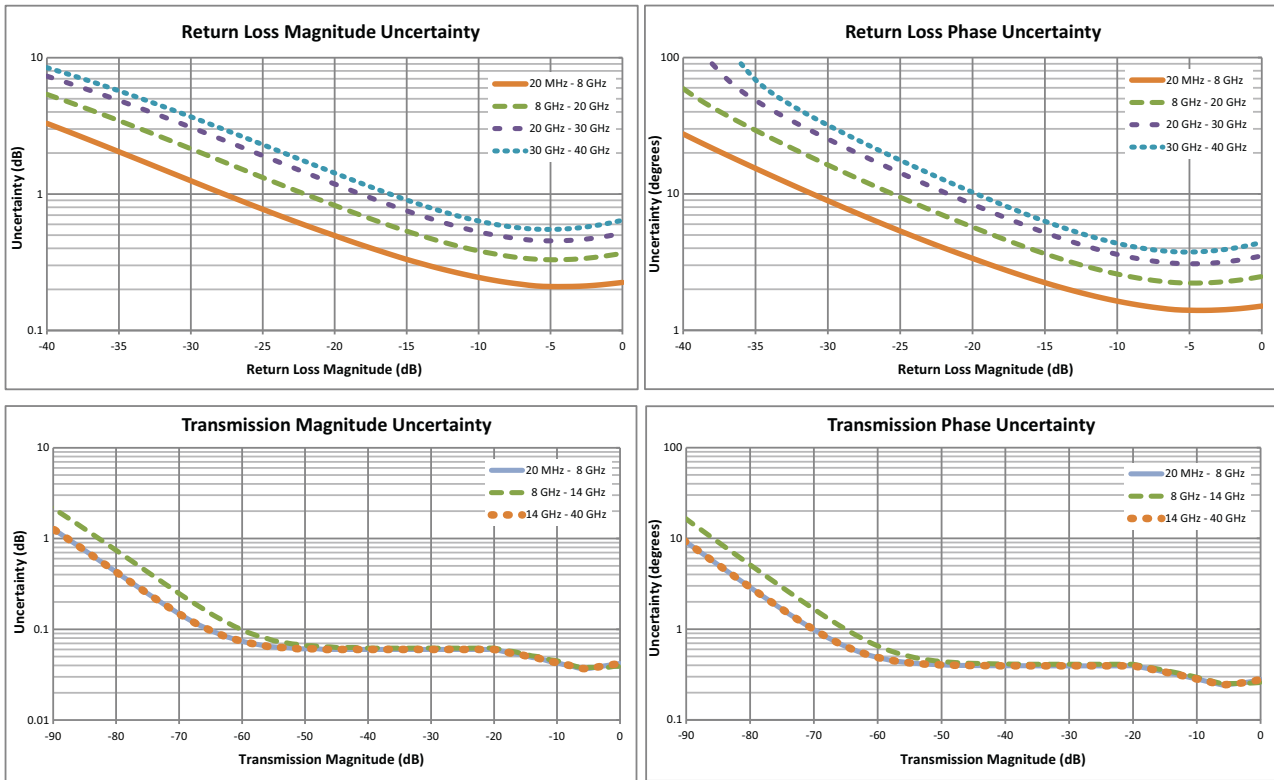 Return Loss Magnitude Uncertainty
Uncertainty (dB)
10
1
0.1
20 MHz - 8 GHz
8 GHz - 20 GHz
20 GHz - 30 GHz
30 GHz - 40 GHz
-40 -35 -30 -25 -20 -15 -10 -5 0
Return Loss Magnitude (dB)
Return Loss Phase Uncertainty
Uncertainty (degrees)
100
10
1
20 MHz - 8 GHz
8 GHz - 20 GHz
20 GHz - 30 GHz
30 GHz - 40 GHz
-40 -35 -30 -25 -20 -15 -10 -5 0
Return Loss Magnitude (dB)
Transmission Magnitude Uncertainty
Uncertainty (dB)
10
1
0.1
0.01
20 MHz - 8 GHz
8 GHz - 14 GHz
14 GHz - 40 GHz
-90 -80 -70 -60 -50 -40 -30 -20 -10 0
Transmission Magnitude (dB)
Transmission Phase Uncertainty
Uncertainty (degrees)
100
10
1
0.1
20 MHz - 8 GHz
8 GHz - 14 GHz
14 GHz - 40 GHz
-90 -80 -70 -60 -50 -40 -30 -20 -10 0
Transmission Magnitude (dB)